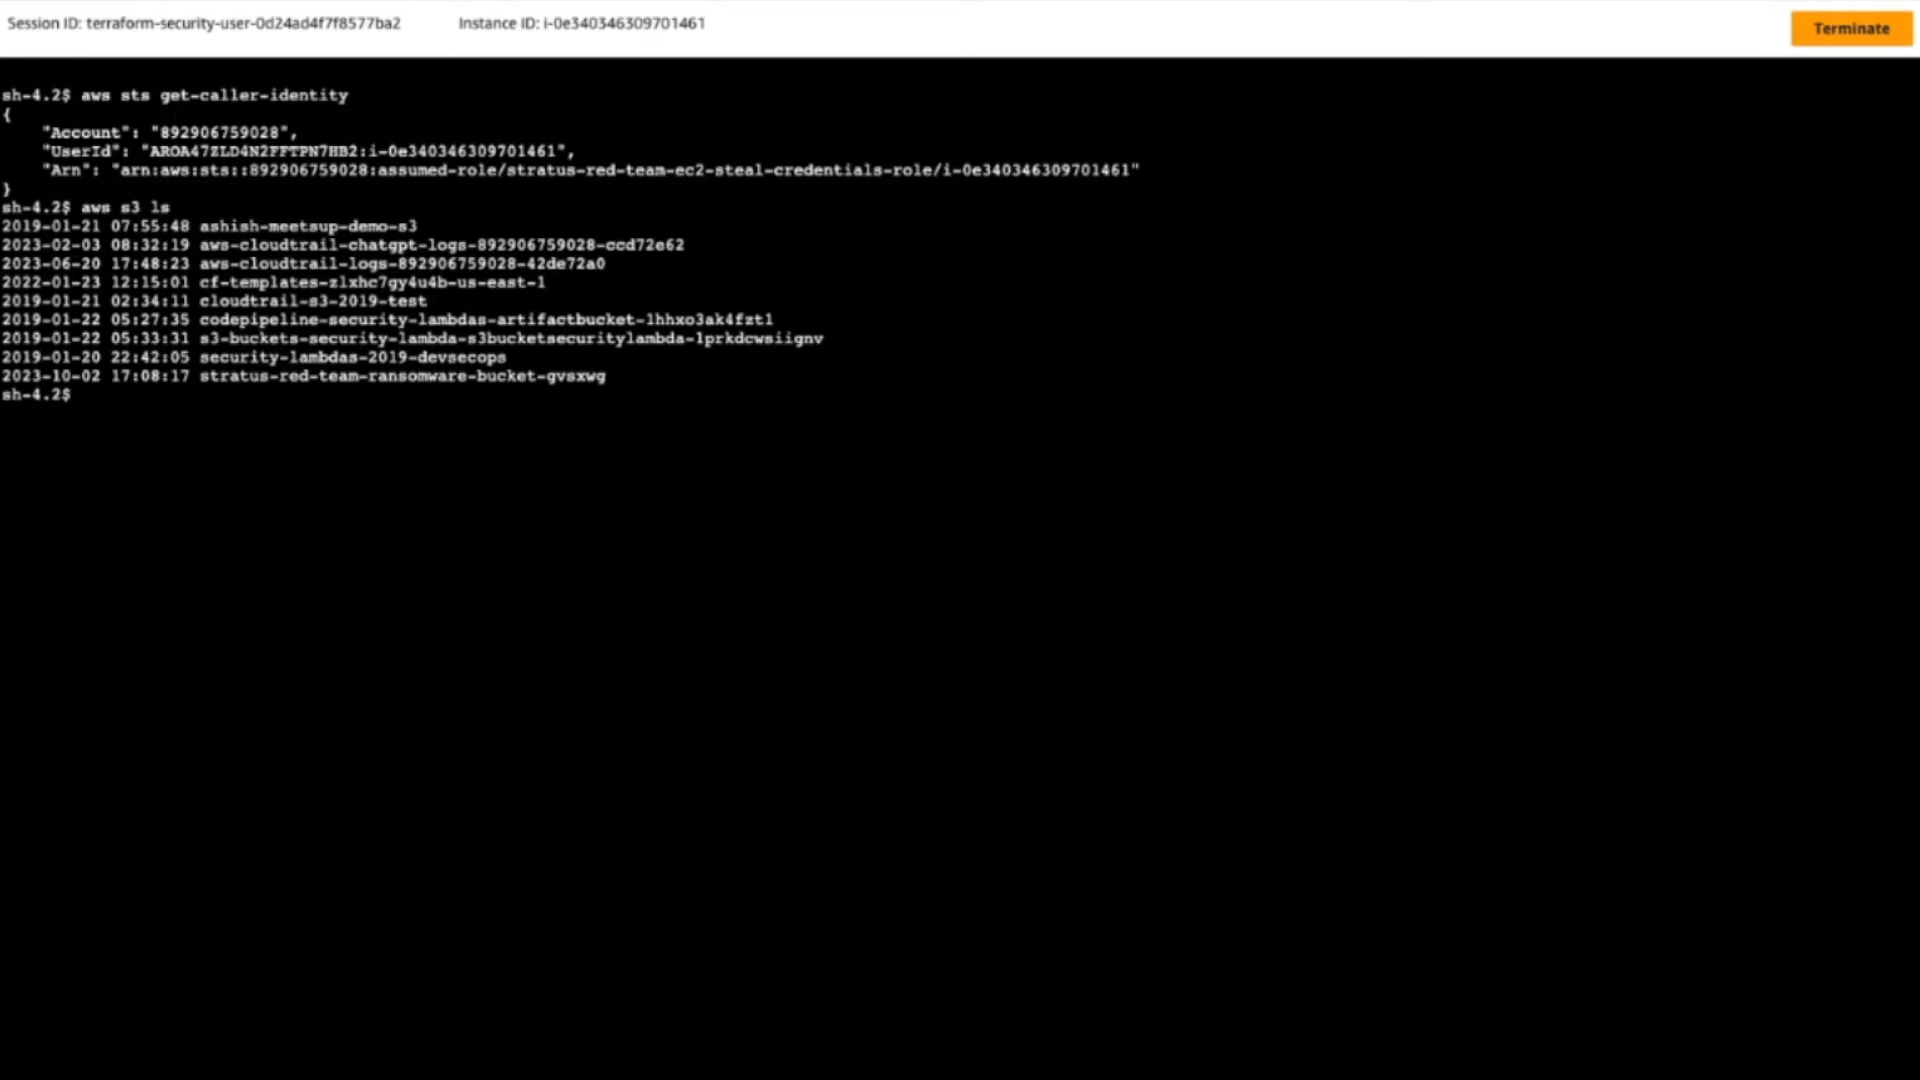 Session ID: terraform-security-user-0d24ad4f7f8577ba2 Instance ID: i-0e340346309701461 Terminate
sh-4.2$ aws sts get-caller-identity
{
"Account": "892906759028",
"UserId": "AROA47ZLD4N2FFTPN7HB2:i-0e340346309701461",
"Arn": "arn:aws:sts::892906759028:assumed-role/stratus-red-team-ec2-steal-credentials-role/i-0e340346309701461"
}
sh-4.2$ aws s3 ls
2019-01-21 07:55:48 ashish-meetsup-demo-s3
2023-02-03 08:32:19 aws-cloudtrail-chatgpt-logs-892906759028-ccd72e62
2023-06-20 17:48:23 aws-cloudtrail-logs-892906759028-42de72a0
2022-01-23 12:15:01 cf-templates-zlxhc7gy4u4b-us-east-1
2019-01-21 02:34:11 cloudtrail-s3-2019-test
2019-01-22 05:27:35 codepipeline-security-lambdas-artifactbucket-1hhxo3ak4fzt1
2019-01-22 05:33:31 s3-buckets-security-lambda-s3bucketsecuritylambda-1prkdcwsiignv
2019-01-20 22:42:05 security-lambdas-2019-devsecops
2023-10-02 17:08:17 stratus-red-team-ransomware-bucket-gvsxwg
sh-4.2$